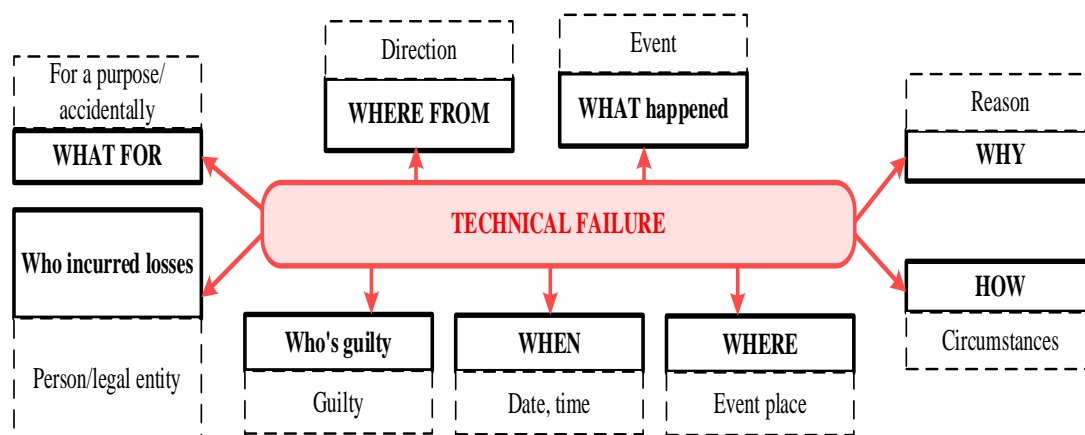 Direction
Event
For a purpose/
accidentally
Reason
WHERE FROM
WHAT happened
WHAT FOR
WHY
TECHNICAL FAILURE
Who incurred losses
HOW
Who's guilty
WHEN
WHERE
Circumstances
Person/legal entity
Guilty
Date, time
Event place